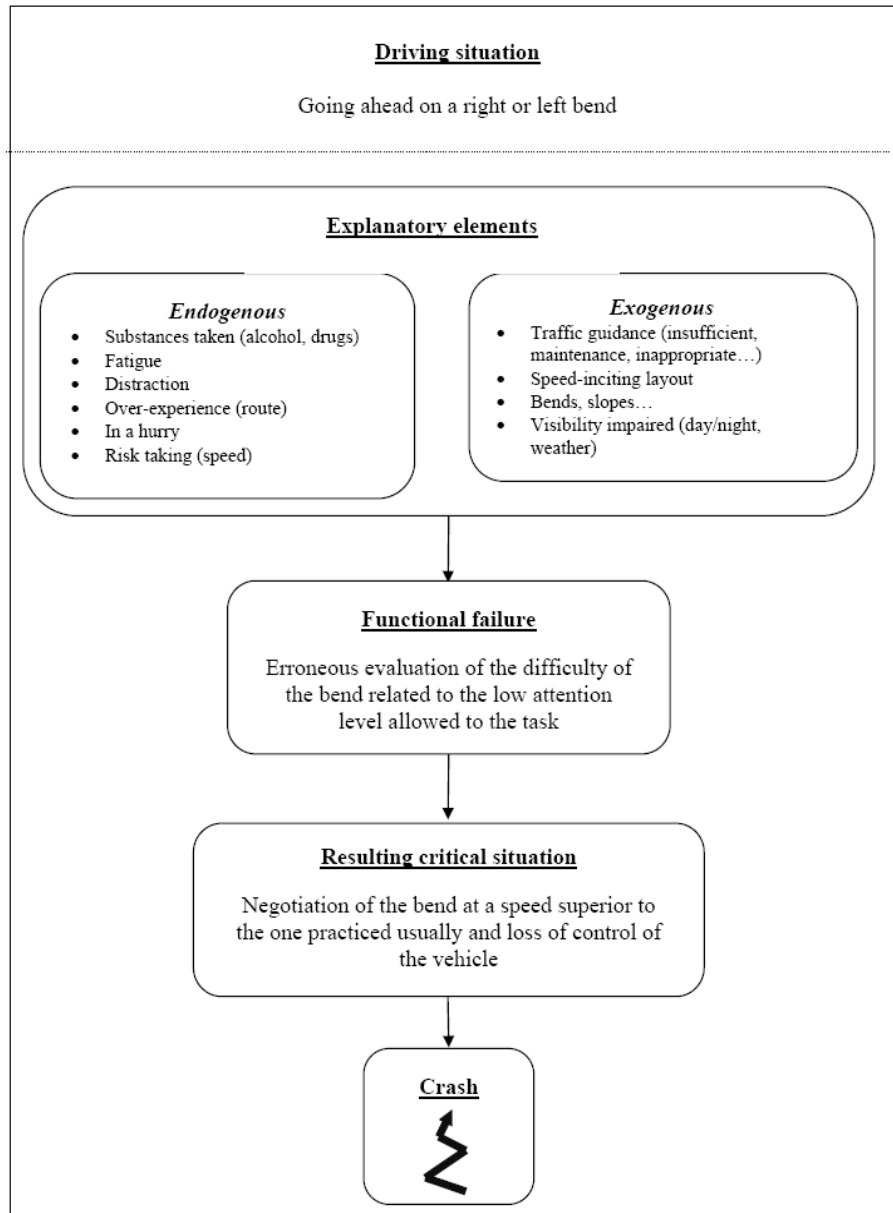 Driving situation
Going ahead on a right or left bend
Explanatory elements
Endogenous
• Substances taken (alcohol, drugs)
• Fatigue
• Distraction
• Over-experience (route)
• In a hurry
• Risk taking (speed)
Exogenous
• Traffic guidance (insufficient,
maintenance, inappropriate…)
• Speed-inciting layout
• Bends, slopes…
• Visibility impaired (day/night,
weather)
Functional failure
Erroneous evaluation of the difficulty of
the bend related to the low attention
level allowed to the task
Resulting critical situation
Negotiation of the bend at a speed superior to
the one practiced usually and loss of control of
the vehicle
Crash